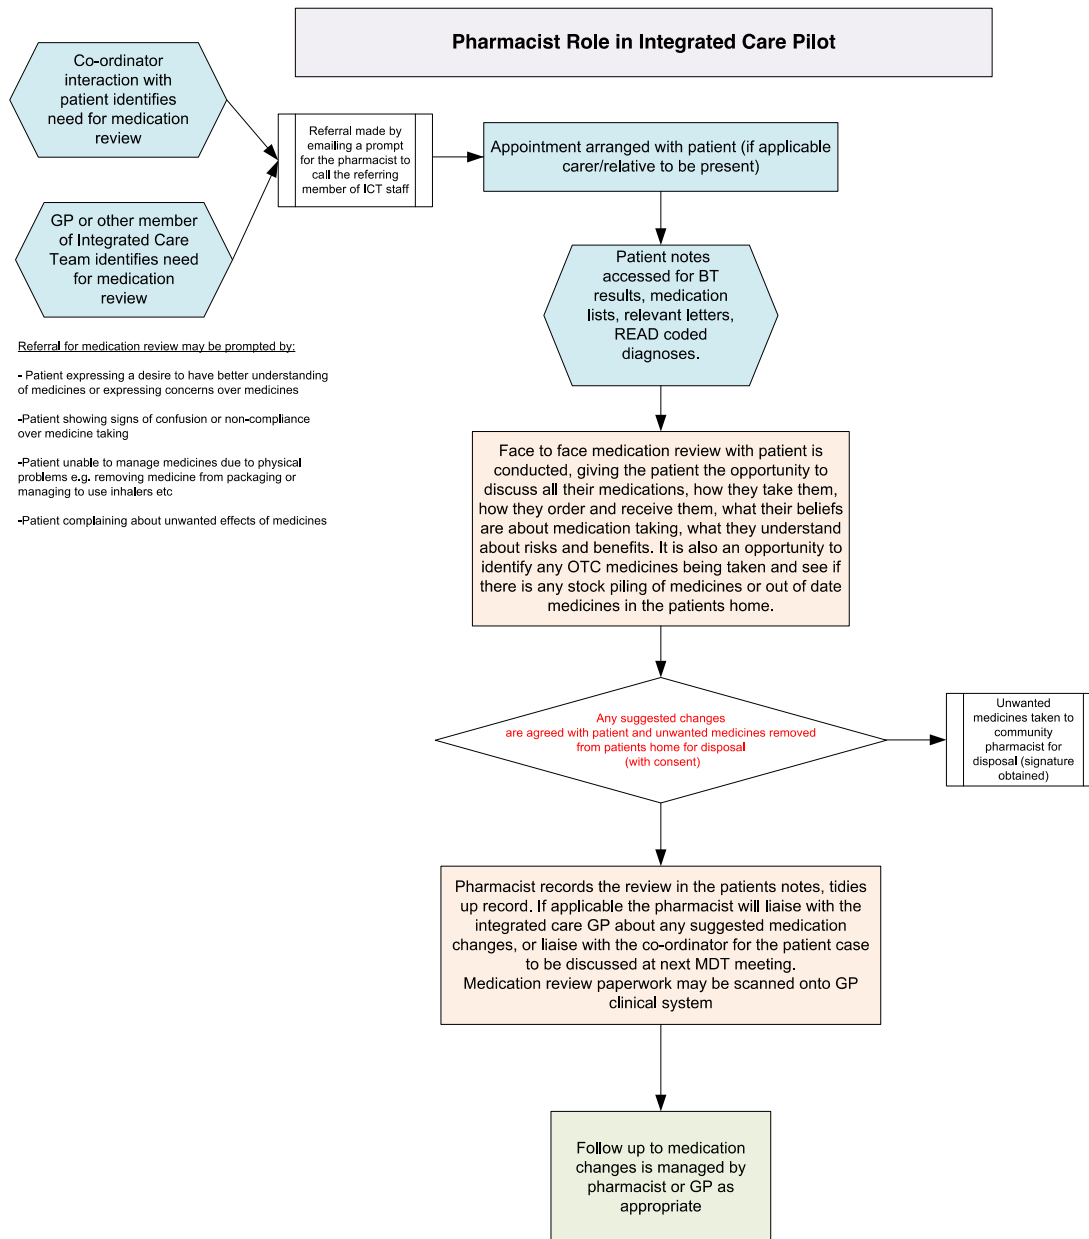 Pharmacist Role in Integrated Care Pilot
Co-ordinator
interaction with
patient identifies
need for medication
review
Referral made by
emailing a prompt
for the pharmacist to
call the referring
member of ICT staff
Appointment arranged with patient (if applicable
carer/relative to be present)
GP or other member
of Integrated Care
Team identifies need
for medication
review
Patient notes
accessed for BT
results, medication
lists, relevant letters,
READ coded
diagnoses.
Referral for medication review may be prompted by:
- Patient expressing a desire to have better understanding
of medicines or expressing concerns over medicines
-Patient showing signs of confusion or non-compliance
over medicine taking
-Patient unable to manage medicines due to physical
problems e.g. removing medicine from packaging or
managing to use inhalers etc
-Patient complaining about unwanted effects of medicines
Face to face medication review with patient is
conducted, giving the patient the opportunity to
discuss all their medications, how they take them,
how they order and receive them, what their beliefs
are about medication taking, what they understand
about risks and benefits. It is also an opportunity to
identify any OTC medicines being taken and see if
there is any stock piling of medicines or out of date
medicines in the patients home.
Any suggested changes
are agreed with patient and unwanted medicines removed
from patients home for disposal
(with consent)
Unwanted
medicines taken to
community
pharmacist for
disposal (signature
obtained)
Pharmacist records the review in the patients notes, tidies
up record. If applicable the pharmacist will liaise with the
integrated care GP about any suggested medication
changes, or liaise with the co-ordinator for the patient case
to be discussed at next MDT meeting.
Medication review paperwork may be scanned onto GP
clinical system
Follow up to medication
changes is managed by
pharmacist or GP as
appropriate